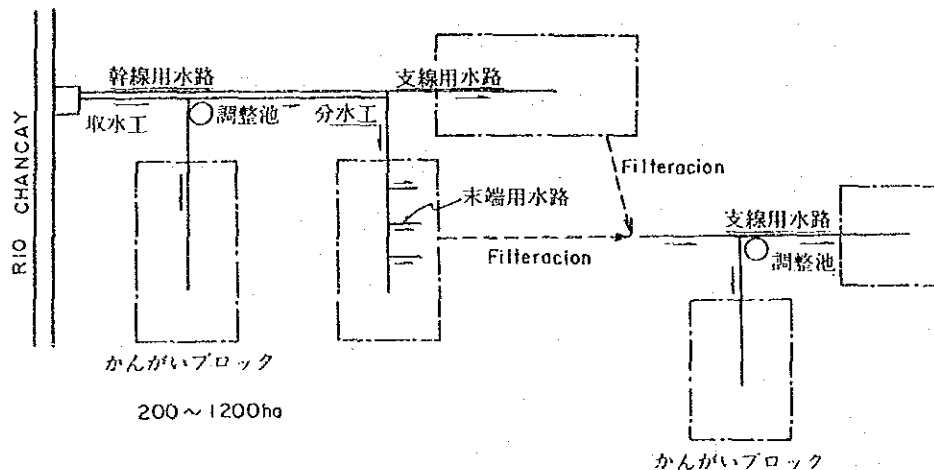 幹線用水路
支線用水路
取水工
調整池
分水工
RIO CHANCAY
Filteracion
末端用水路
支線用水路
Filteracion
調整池
かんがいブロック
200～1200ha
かんがいブロック